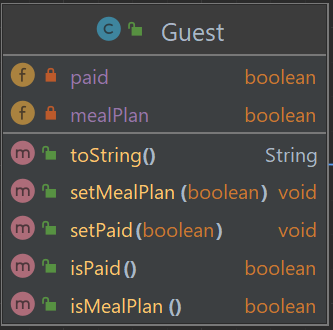 C Guest
f paid boolean
f mealPlan boolean
m toString() String
m setMealPlan(boolean) void
m setPaid(boolean) void
m isPaid() boolean
m isMealPlan() boolean